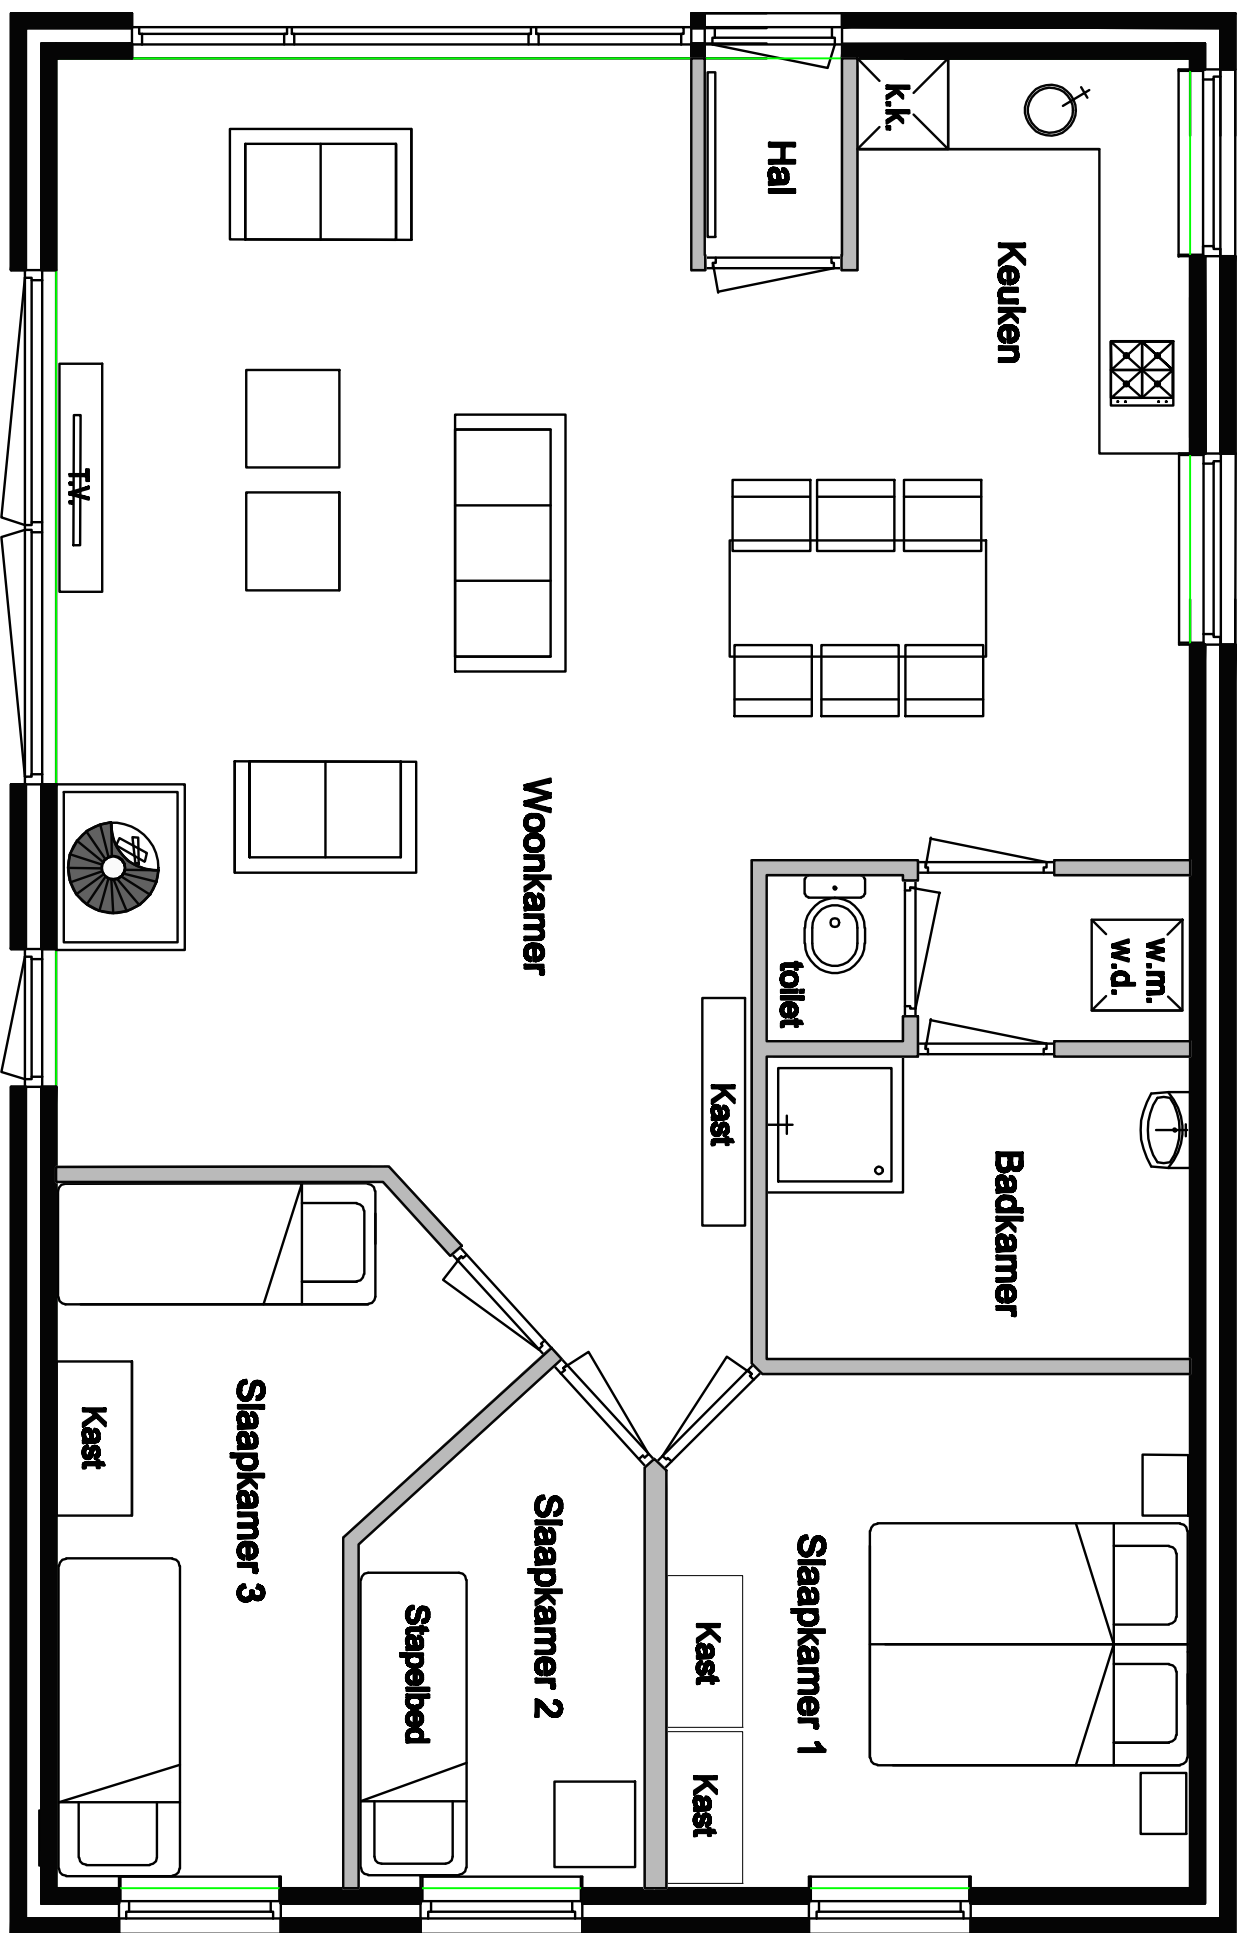 k.k.
Hal
Keuken
T.V.
Woonkamer
toilet
w.m.
w.d.
Kast
Badkamer
Kast
Slaapkamer 3
Slaapkamer 2
Stapelbed
Slaapkamer 1
Kast
Kast